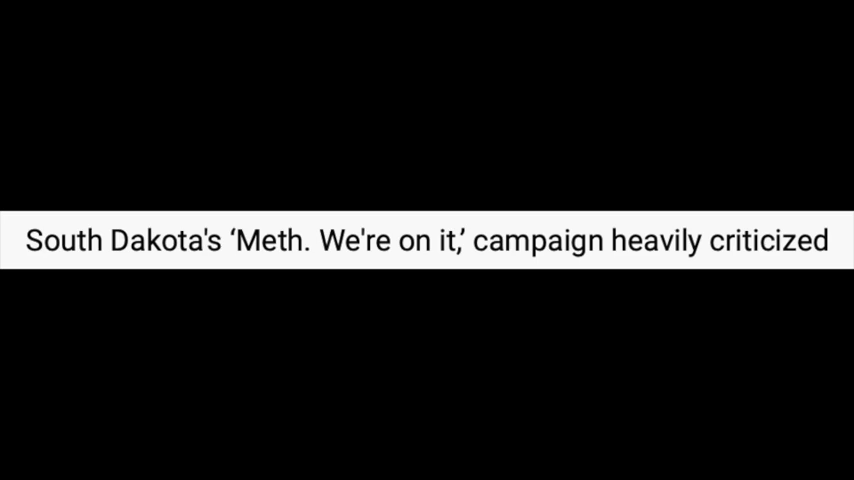 South Dakota's ‘Meth. We're on it,’ campaign heavily criticized